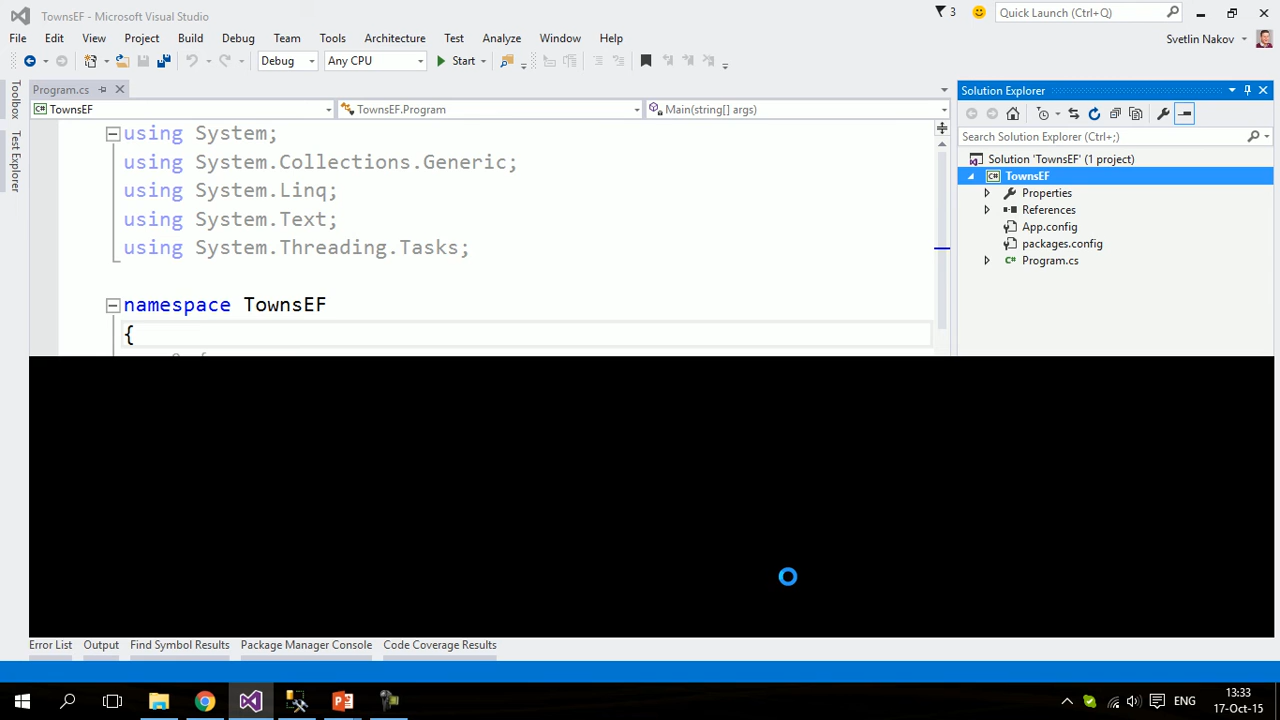 TownsEF - Microsoft Visual Studio
3
Quick Launch (Ctrl+Q)
File Edit View Project Build Debug Team Tools Architecture Test Analyze Window Help
Svetlin Nakov
Debug Any CPU Start
Toolbox
Test Explorer
Program.cs
TownsEF TownsEF.Program Main(string[] args)
using System;
using System.Collections.Generic;
using System.Linq;
using System.Text;
using System.Threading.Tasks;
namespace TownsEF
{
Solution Explorer
Search Solution Explorer (Ctrl+;)
Solution 'TownsEF' (1 project)
C# TownsEF
Properties
References
App.config
packages.config
C# Program.cs
Error List Output Find Symbol Results Package Manager Console Code Coverage Results
ENG
13:33
17-Oct-15